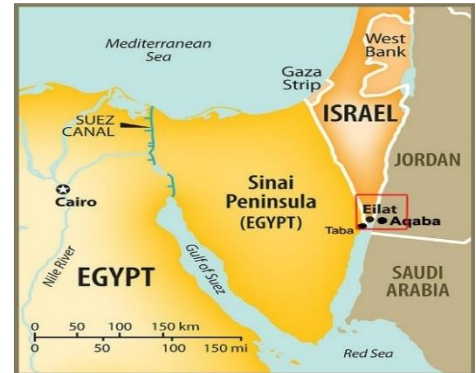 Mediterranean
Sea
West
Bank
Gaza
Strip
SUEZ
CANAL
ISRAEL
JORDAN
Cairo
Sinai
Peninsula
(EGYPT)
Eilat
Aqaba
Taba
Nile River
EGYPT
Gulf of Suez
SAUDI
ARABIA
0 50 100 150 km
0 50 100 150 mi
Red Sea